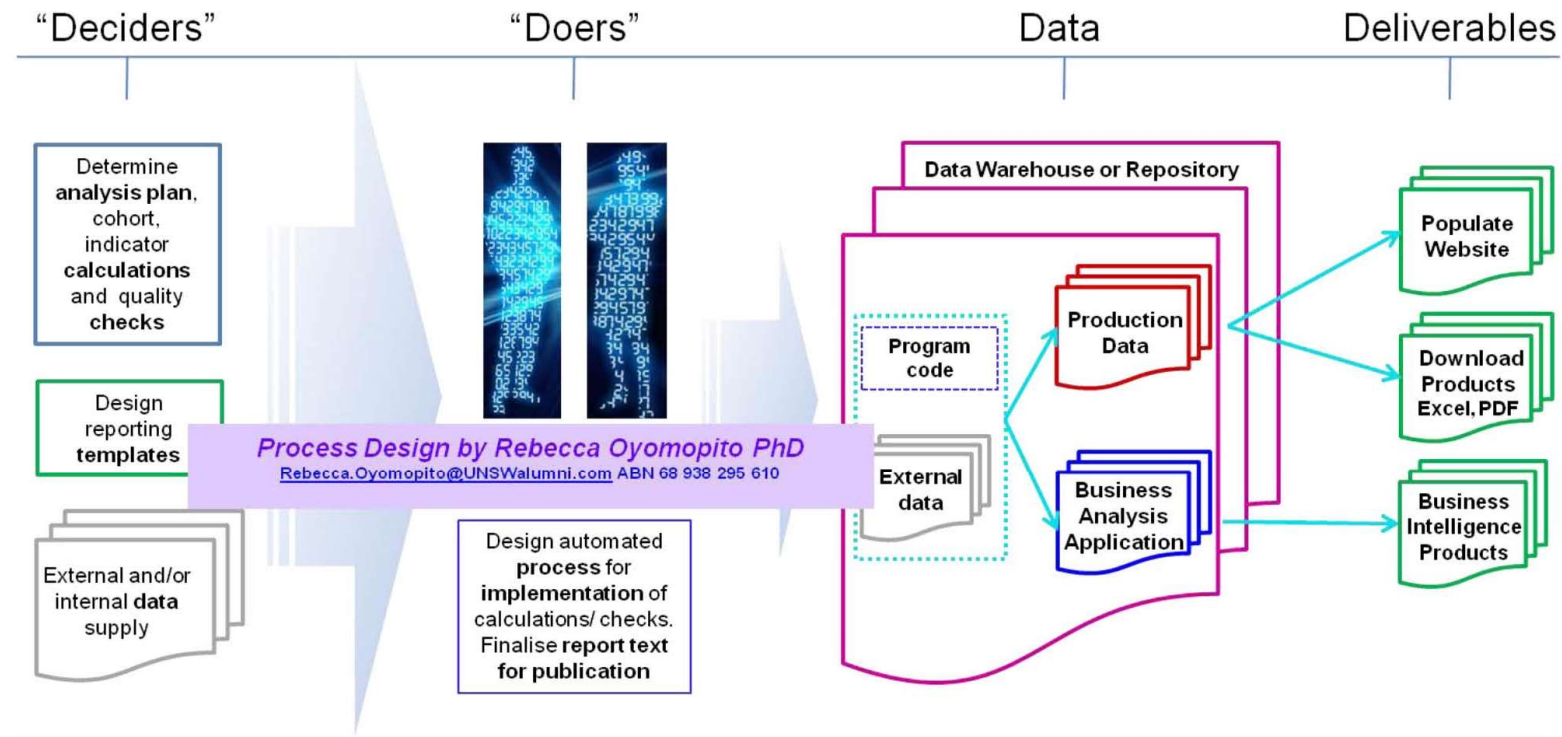 “Deciders”
“Doers”
Data
Deliverables
Determine
analysis plan,
cohort,
indicator
calculations
and quality
checks
Design
reporting
templates
External and/or
internal data
supply
Process Design by Rebecca Oyomopito PhD
Rebecca.Oyomopito@UNSWalumni.com ABN 68 938 295 610
Design automated
process for
implementation of
calculations/ checks.
Finalise report text
for publication
Data Warehouse or Repository
Program
code
External
data
Production
Data
Business
Analysis
Application
Populate
Website
Download
Products
Excel, PDF
Business
Intelligence
Products